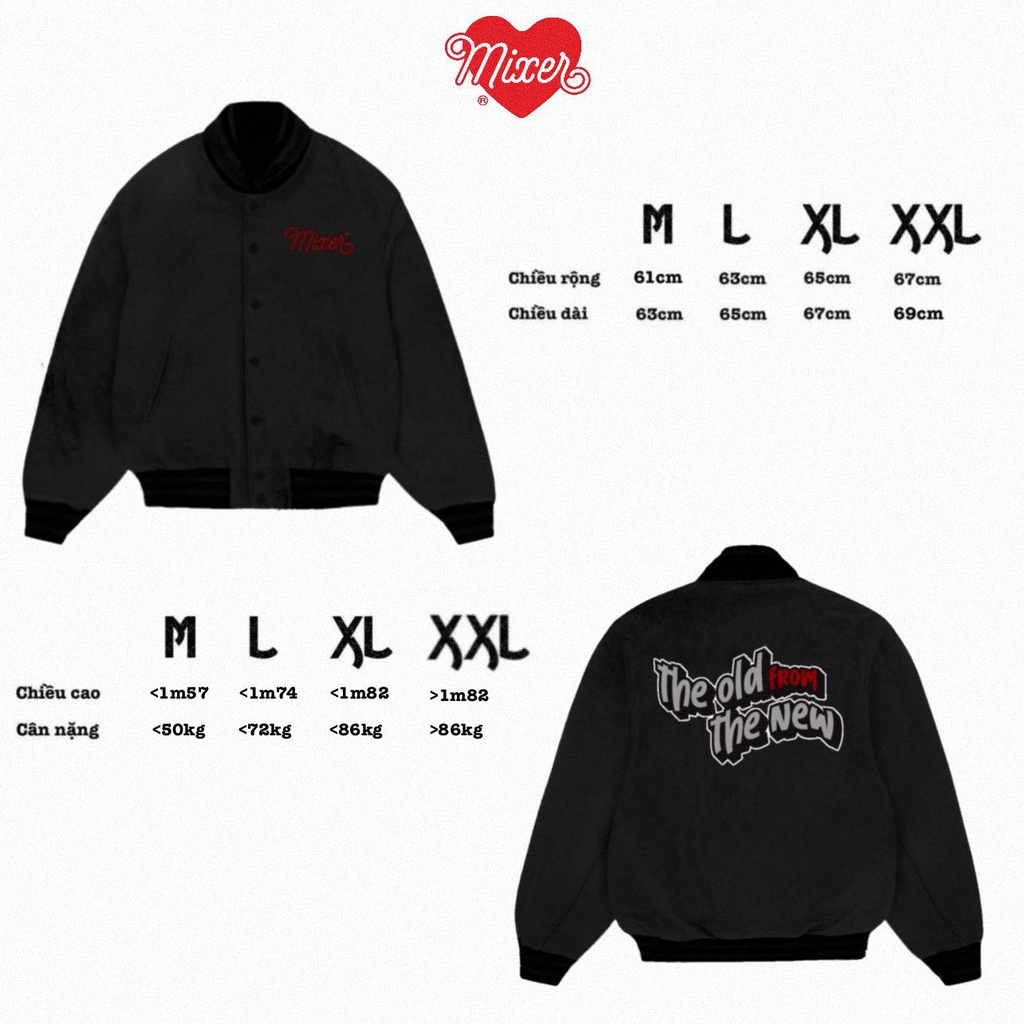 Mixer
®
Mixer
M L XL XXL
Chiều rộng 61cm 63cm 65cm 67cm
Chiều dài 63cm 65cm 67cm 69cm
M L XL XXL
Chiều cao <1m57 <1m74 <1m82 >1m82
Cân nặng <50kg <72kg <86kg >86kg
The old from
The New